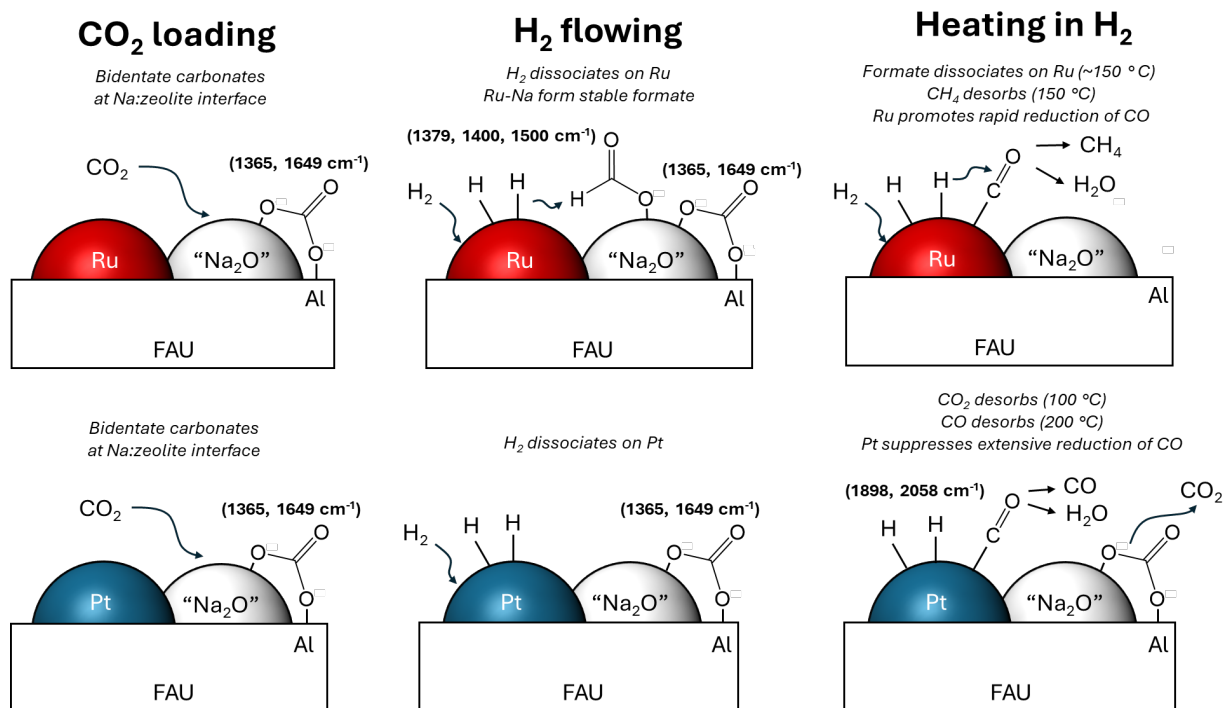 CO₂ loading
Bidentate carbonates
at Na:zeolite interface
CO₂
(1365, 1649 cm⁻¹)
O
O
O
Ru
“Na₂O”
Al
FAU
H₂ flowing
H₂ dissociates on Ru
Ru-Na form stable formate
(1379, 1400, 1500 cm⁻¹)
O
(1365, 1649 cm⁻¹)
H₂
H
H
H
O
O
O
O
Ru
“Na₂O”
Al
FAU
Heating in H₂
Formate dissociates on Ru (~150 °C)
CH₄ desorbs (150 °C)
Ru promotes rapid reduction of CO
O
CH₄
H₂
H
H
C
H₂O
Ru
“Na₂O”
Al
FAU
Bidentate carbonates
at Na:zeolite interface
CO₂
(1365, 1649 cm⁻¹)
O
O
O
Pt
“Na₂O”
Al
FAU
H₂ dissociates on Pt
H₂
H
H
(1365, 1649 cm⁻¹)
O
O
O
Pt
“Na₂O”
Al
FAU
CO₂ desorbs (100 °C)
CO desorbs (200 °C)
Pt suppresses extensive reduction of CO
(1898, 2058 cm⁻¹)
O
CO
H₂O
CO₂
H
H
C
O
O
O
Pt
“Na₂O”
Al
FAU